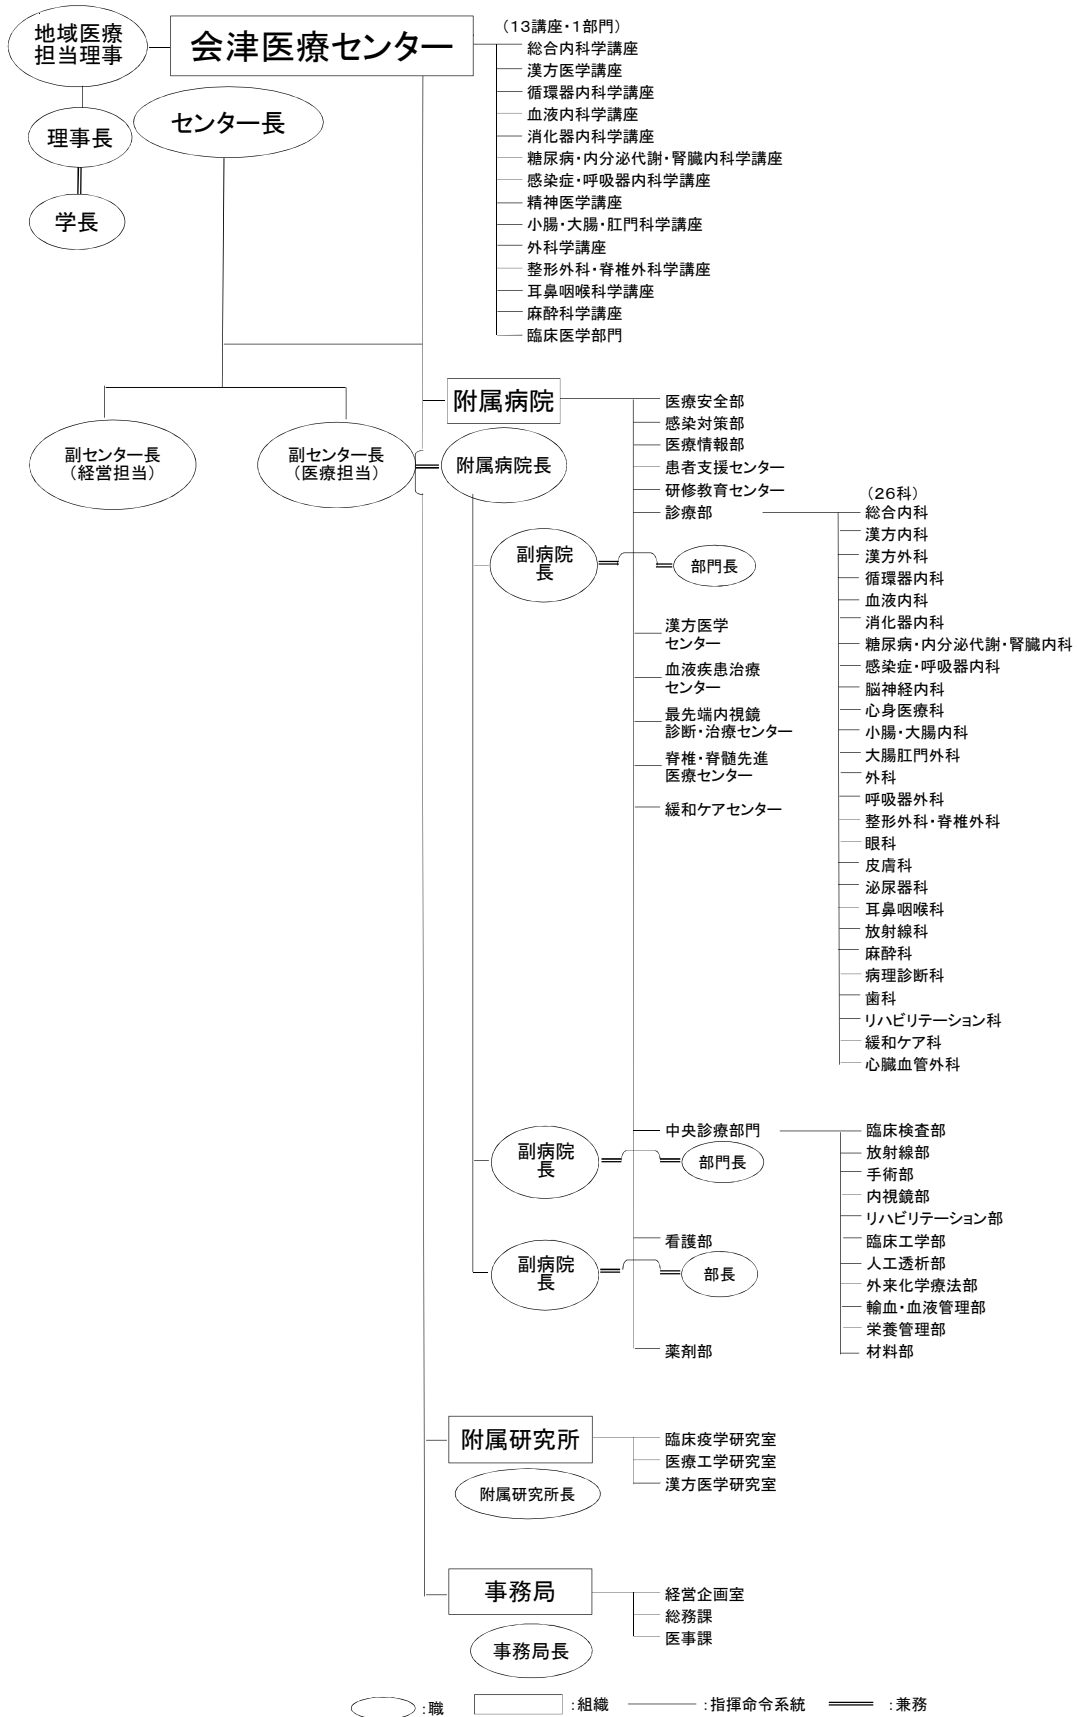 地域医療
担当理事
会津医療センター
理事長
学長
センター長
(13講座・1部門)
総合内科学講座
漢方医学講座
循環器内科学講座
血液内科学講座
消化器内科学講座
糖尿病・内分泌代謝・腎臓内科学講座
感染症・呼吸器内科学講座
精神医学講座
小腸・大腸・肛門科学講座
外科学講座
整形外科・脊椎外科学講座
耳鼻咽喉科学講座
麻酔科学講座
臨床医学部門
副センター長
(経営担当)
副センター長
(医療担当)
附属病院
附属病院長
医療安全部
感染対策部
医療情報部
患者支援センター
研修教育センター
診療部
副病院
長
部門長
漢方医学
センター
血液疾患治療
センター
最先端内視鏡
診断・治療センター
脊椎・脊髄先進
医療センター
緩和ケアセンター
(26科)
総合内科
漢方内科
漢方外科
循環器内科
血液内科
消化器内科
糖尿病・内分泌代謝・腎臓内科
感染症・呼吸器内科
脳神経内科
心身医療科
小腸・大腸内科
大腸肛門外科
外科
呼吸器外科
整形外科・脊椎外科
眼科
皮膚科
泌尿器科
耳鼻咽喉科
放射線科
麻酔科
病理診断科
歯科
リハビリテーション科
緩和ケア科
心臓血管外科
中央診療部門
副病院
長
部門長
臨床検査部
放射線部
手術部
内視鏡部
リハビリテーション部
臨床工学部
人工透析部
外来化学療法部
輸血・血液管理部
栄養管理部
材料部
看護部
副病院
長
部長
薬剤部
附属研究所
附属研究所長
臨床疫学研究室
医療工学研究室
漢方医学研究室
事務局
事務局長
経営企画室
総務課
医事課
:職
:組織
:指揮命令系統
:兼務